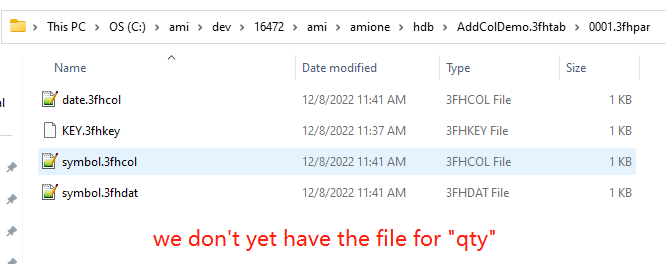 This PC > OS (C:) > ami > dev > 16472 > ami > amione > hdb > AddColDemo.3fhtab > 0001.3fhpar
Name Date modified Type Size
date.3fhcol 12/8/2022 11:41 AM 3FHCOL File 1 KB
KEY.3fhkey 12/8/2022 11:37 AM 3FHKEY File 1 KB
symbol.3fhcol 12/8/2022 11:41 AM 3FHCOL File 1 KB
symbol.3fhdat 12/8/2022 11:41 AM 3FHDAT File 1 KB
we don't yet have the file for "qty"